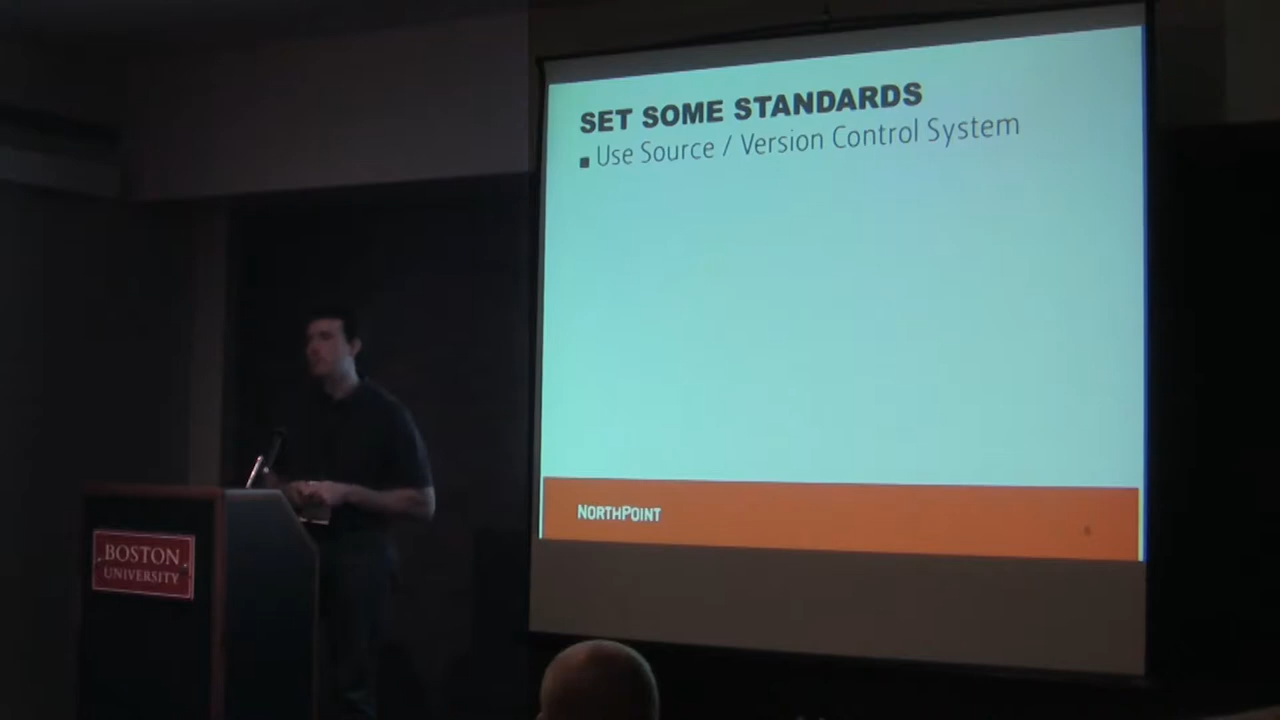 SET SOME STANDARDS
▪ Use Source / Version Control System
NORTHPOINT
BOSTON
UNIVERSITY